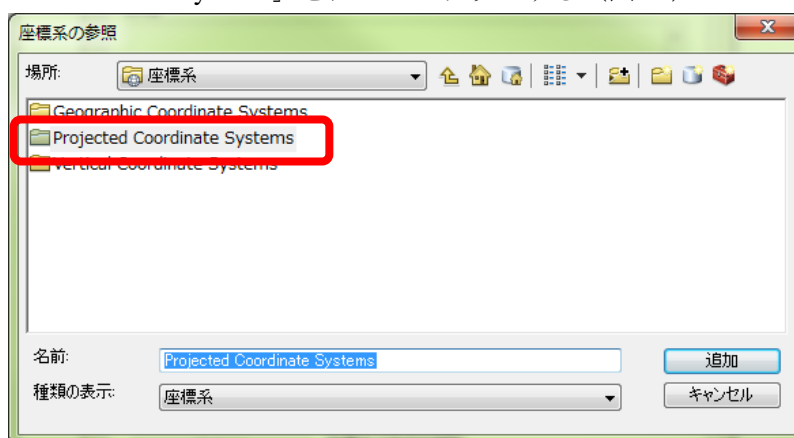 座標系の参照
場所: 座標系
Geographic Coordinate Systems
Projected Coordinate Systems
Vertical Coordinate Systems
名前: Projected Coordinate Systems 追加
種類の表示: 座標系 キャンセル